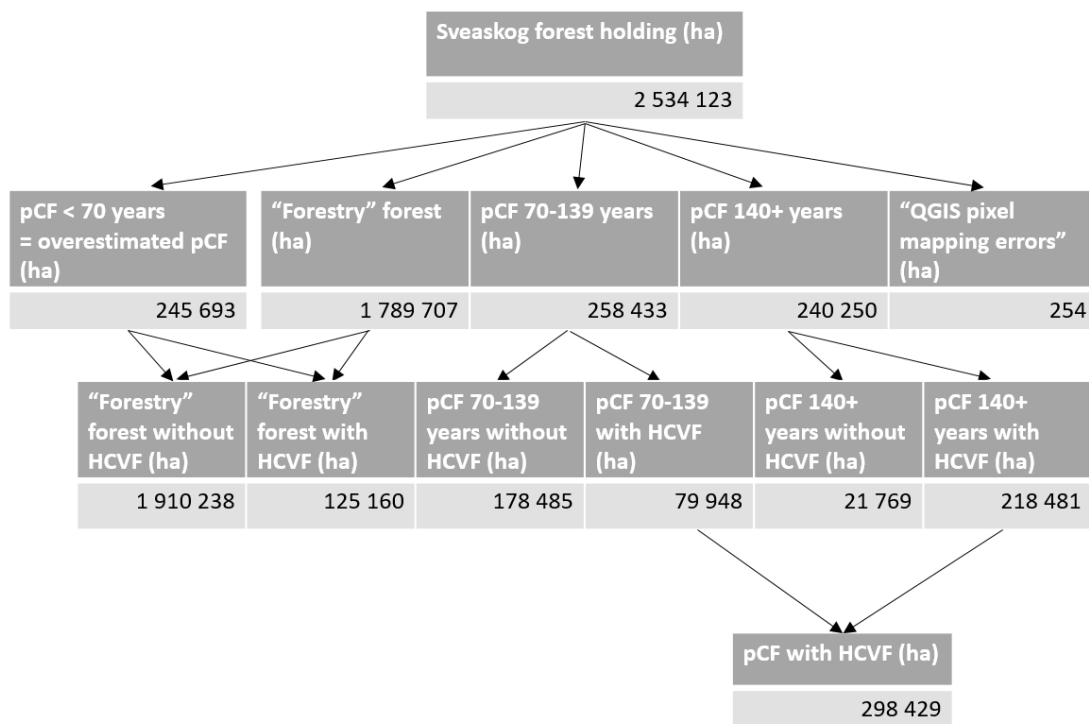 Sveaskog forest holding (ha)
2 534 123
pCF < 70 years
= overestimated pCF
(ha)
245 693
“Forestry” forest
(ha)
1 789 707
pCF 70-139 years
(ha)
258 433
pCF 140+ years
(ha)
240 250
“QGIS pixel
mapping errors”
(ha)
254
“Forestry”
forest without
HCVF (ha)
1 910 238
“Forestry”
forest with
HCVF (ha)
125 160
pCF 70-139
years without
HCVF (ha)
178 485
pCF 70-139
with HCVF
(ha)
79 948
pCF 140+
years without
HCVF (ha)
21 769
pCF 140+
years with
HCVF (ha)
218 481
pCF with HCVF (ha)
298 429